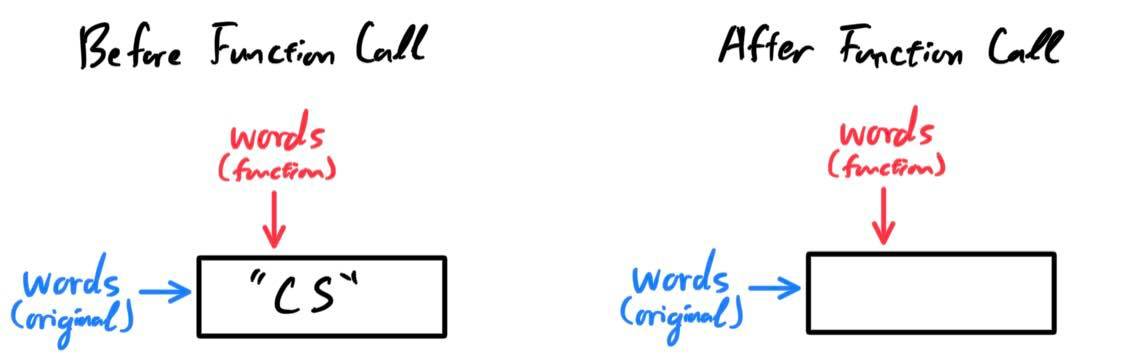 Before Function Call
After Function Call
words
(function)
words
(function)
words
(original)
"CS"
words
(original)